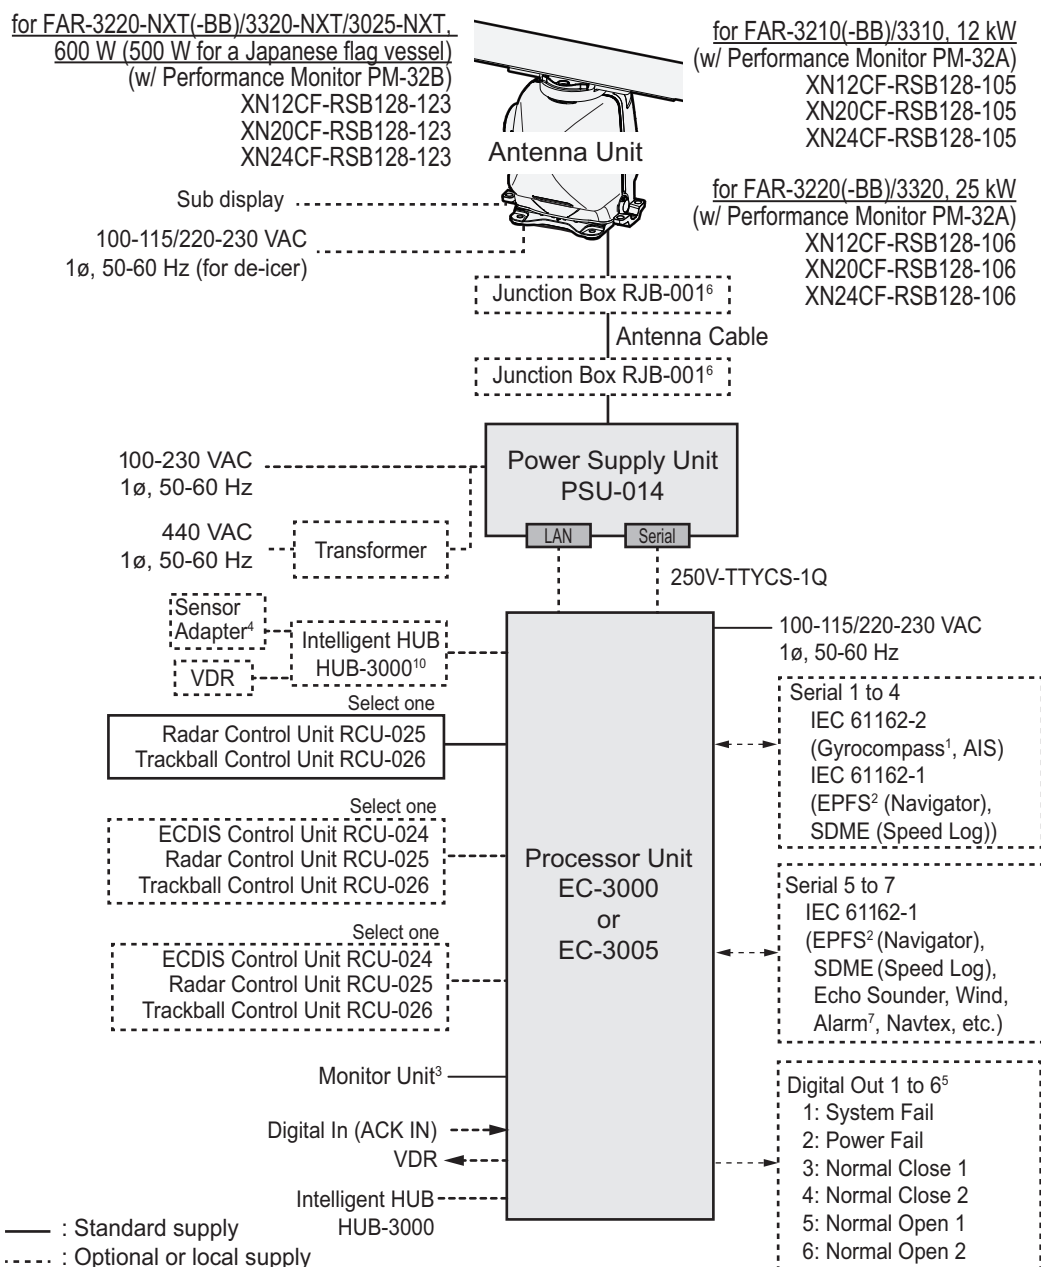 for FAR-3220-NXT(-BB)/3320-NXT/3025-NXT,
600 W (500 W for a Japanese flag vessel)
(w/ Performance Monitor PM-32B)
XN12CF-RSB128-123
XN20CF-RSB128-123
XN24CF-RSB128-123
for FAR-3210(-BB)/3310, 12 kW
(w/ Performance Monitor PM-32A)
XN12CF-RSB128-105
XN20CF-RSB128-105
XN24CF-RSB128-105
Antenna Unit
for FAR-3220(-BB)/3320, 25 kW
(w/ Performance Monitor PM-32A)
XN12CF-RSB128-106
XN20CF-RSB128-106
XN24CF-RSB128-106
Sub display
100-115/220-230 VAC
1ø, 50-60 Hz (for de-icer)
Junction Box RJB-001⁶
Antenna Cable
Junction Box RJB-001⁶
100-230 VAC
1ø, 50-60 Hz
Power Supply Unit
PSU-014
LAN
Serial
440 VAC
1ø, 50-60 Hz
Transformer
250V-TTYCS-1Q
Sensor
Adapter⁴
VDR
Intelligent HUB
HUB-3000¹⁰
100-115/220-230 VAC
1ø, 50-60 Hz
Select one
Radar Control Unit RCU-025
Trackball Control Unit RCU-026
Serial 1 to 4
IEC 61162-2
(Gyrocompass¹, AIS)
IEC 61162-1
(EPFS² (Navigator),
SDME (Speed Log))
Select one
ECDIS Control Unit RCU-024
Radar Control Unit RCU-025
Trackball Control Unit RCU-026
Processor Unit
EC-3000
or
EC-3005
Serial 5 to 7
IEC 61162-1
(EPFS² (Navigator),
SDME (Speed Log),
Echo Sounder, Wind,
Alarm⁷, Navtex, etc.)
Select one
ECDIS Control Unit RCU-024
Radar Control Unit RCU-025
Trackball Control Unit RCU-026
Monitor Unit³
Digital In (ACK IN)
VDR
Intelligent HUB
HUB-3000
Digital Out 1 to 6⁵
1: System Fail
2: Power Fail
3: Normal Close 1
4: Normal Close 2
5: Normal Open 1
6: Normal Open 2
: Standard supply
: Optional or local supply